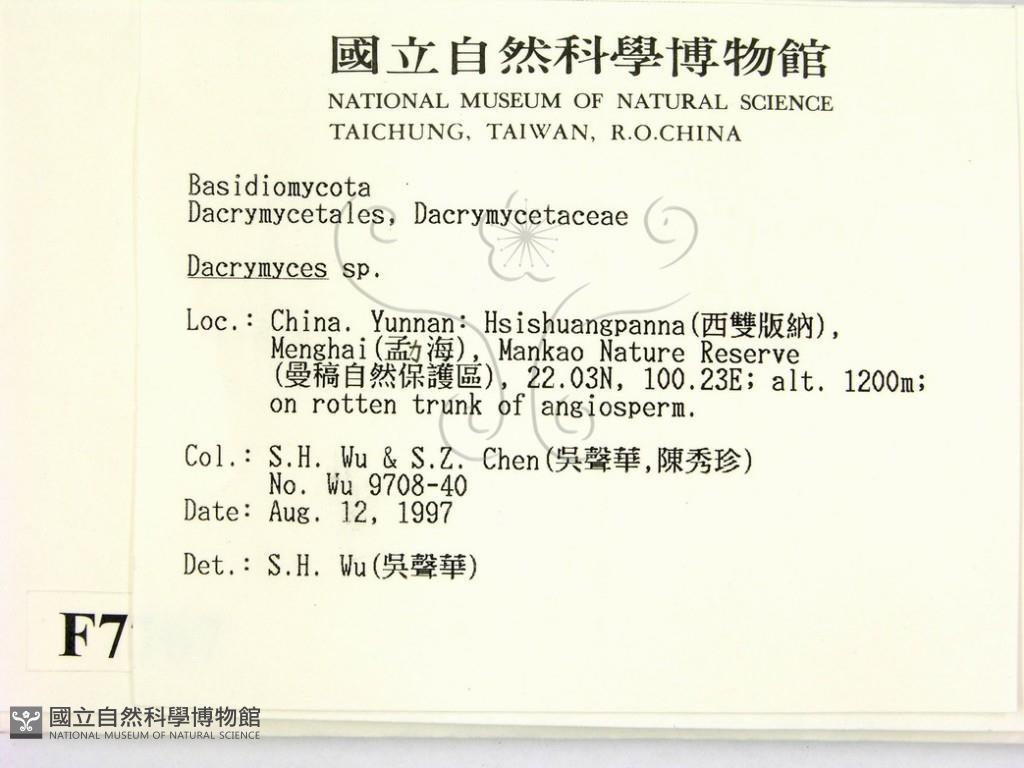 國立自然科學博物館
NATIONAL MUSEUM OF NATURAL SCIENCE
TAICHUNG, TAIWAN, R.O.CHINA
Basidiomycota
Dacrymycetales, Dacrymycetaceae
Dacrymyces sp.
Loc.: China. Yunnan: Hsishuangpanna(西雙版納),
Menghai(孟力海), Mankao Nature Reserve
(曼稿自然保護區), 22.03N, 100.23E; alt. 1200m;
on rotten trunk of angiosperm.
Col.: S.H. Wu & S.Z. Chen(吳聲華,陳秀珍)
No. Wu 9708-40
Date: Aug. 12, 1997
Det.: S.H. Wu(吳聲華)
國立自然科學博物館
NATIONAL MUSEUM OF NATURAL SCIENCE